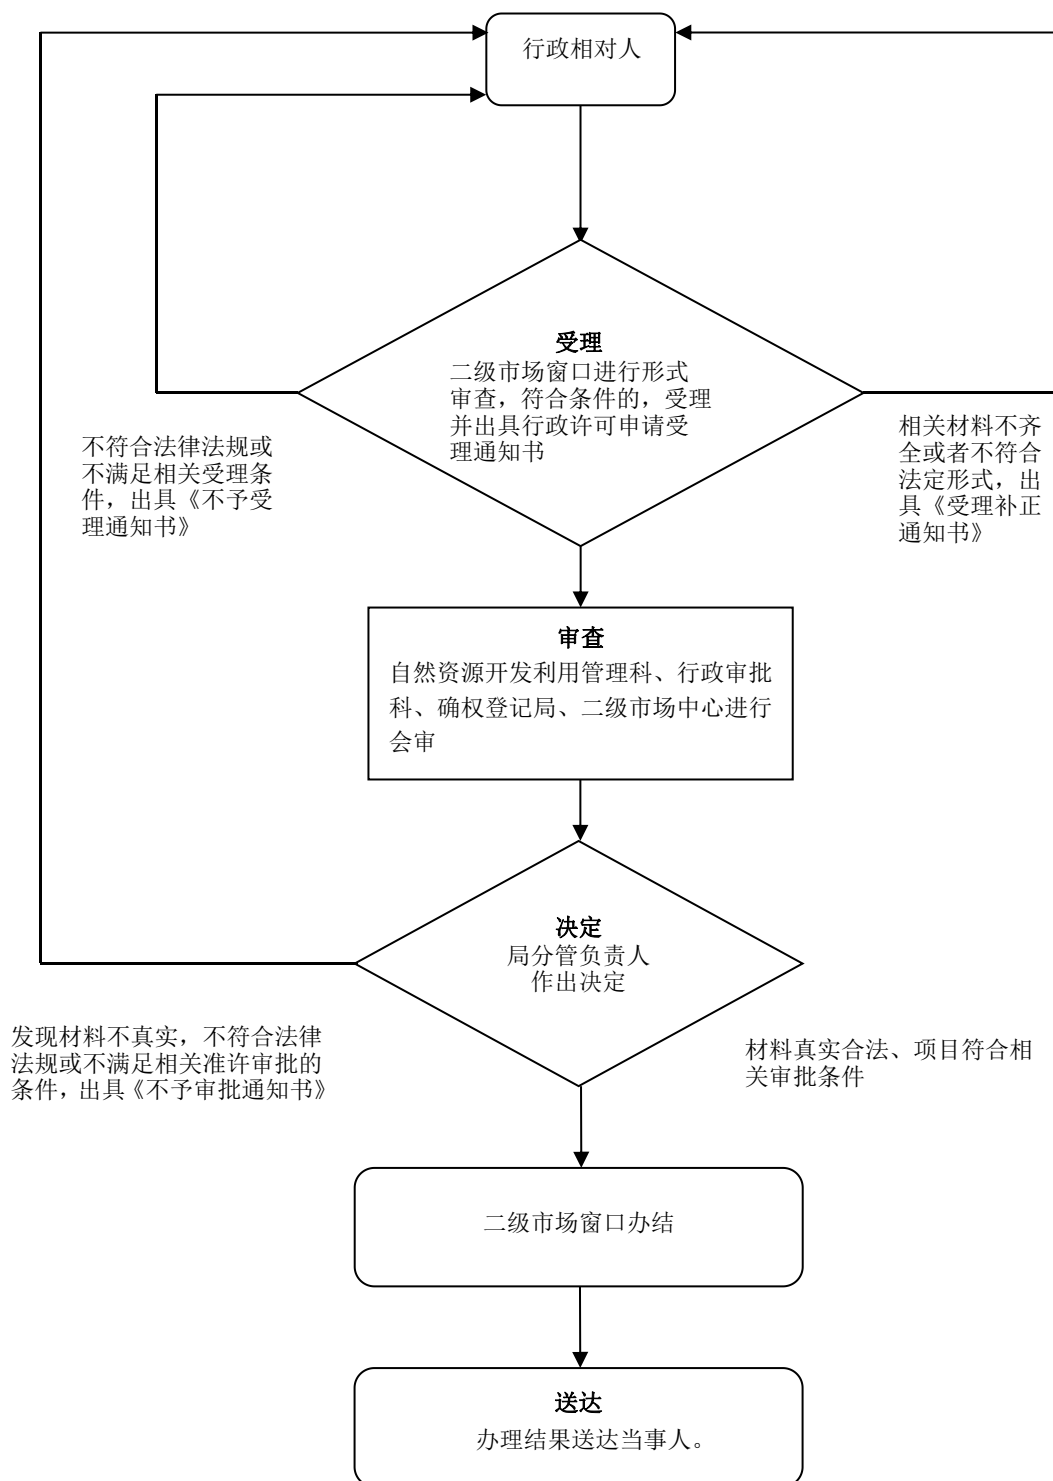 行政相对人
受理
二级市场窗口进行形式
审查，符合条件的，受理
并出具行政许可申请受
理通知书
不符合法律法规或
不满足相关受理条
件，出具《不予受
理通知书》
相关材料不齐
全或者不符合
法定形式，出
具《受理补正
通知书》
审查
自然资源开发利用管理科、行政审批
科、确权登记局、二级市场中心进行
会审
决定
局分管负责人
作出决定
发现材料不真实，不符合法律
法规或不满足相关准许审批的
条件，出具《不予审批通知书》
材料真实合法、项目符合相
关审批条件
二级市场窗口办结
送达
办理结果送达当事人。